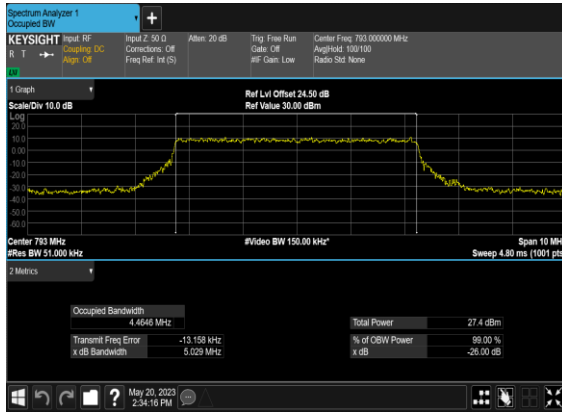 Spectrum Analyzer 1
Occupied BW
KEYSIGHT
R T
LXI
Input: RF
Coupling: DC
Align: Off
Input Z: 50 Ω
Corrections: Off
Freq Ref: Int (S)
Atten: 20 dB
Trig: Free Run
Gate: Off
#IF Gain: Low
Center Freq: 793.000000 MHz
Avg|Hold: 100/100
Radio Std: None
1 Graph
Scale/Div 10.0 dB
Ref Lvl Offset 24.50 dB
Ref Value 30.00 dBm
Log
20.0
10.0
0.00
-10.0
-20.0
-30.0
-40.0
-50.0
-60.0
Center 793 MHz
#Res BW 51.000 kHz
#Video BW 150.00 kHz*
Span 10 MH
Sweep 4.80 ms (1001 pts
2 Metrics
Occupied Bandwidth
4.4646 MHz
Total Power 27.4 dBm
Transmit Freq Error -13.158 kHz
% of OBW Power 99.00 %
x dB Bandwidth 5.029 MHz
x dB -26.00 dB
?
May 20, 2023
2:34:16 PM